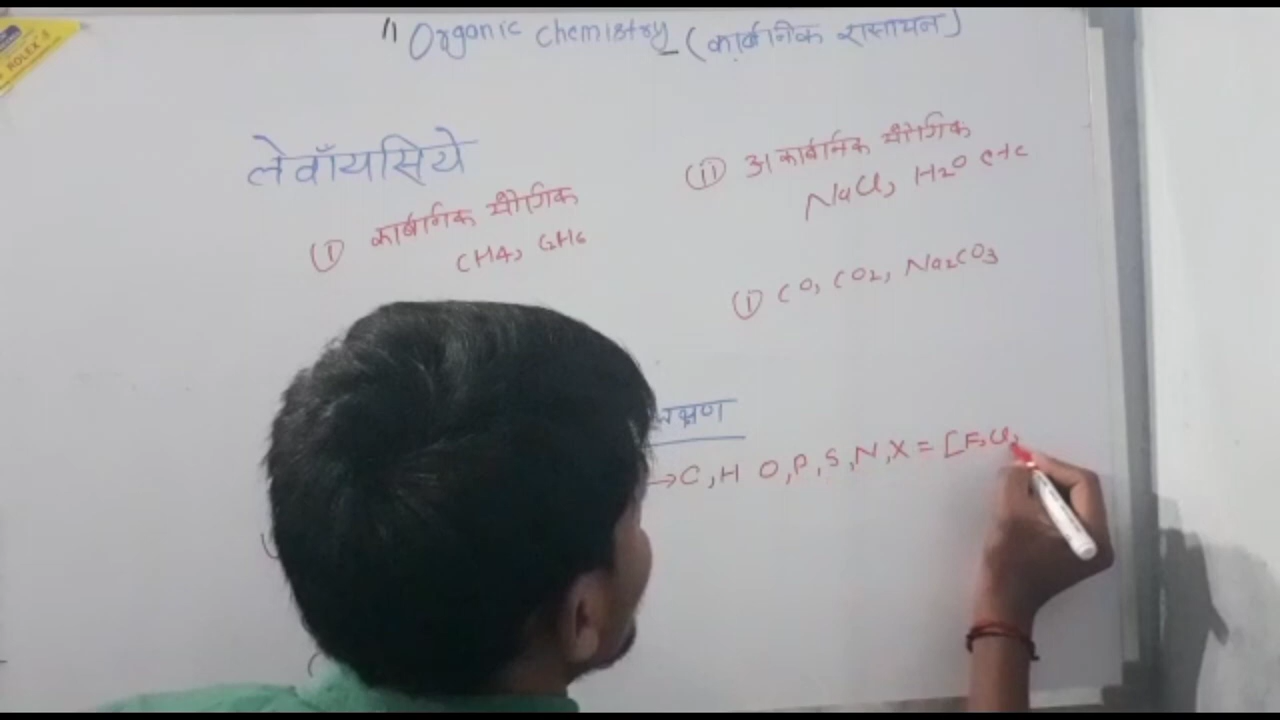 Organic chemistry (कार्बनिक रासायन)
लेवॉयसिये
(i) कार्बनिक यौगिक
CH4, C2H6
(ii) अकार्बनिक यौगिक
NaCl, H2O etc
(i) CO, CO2, Na2CO3
लक्षण
→C, H O, P, S, N, X = [F, Cl,